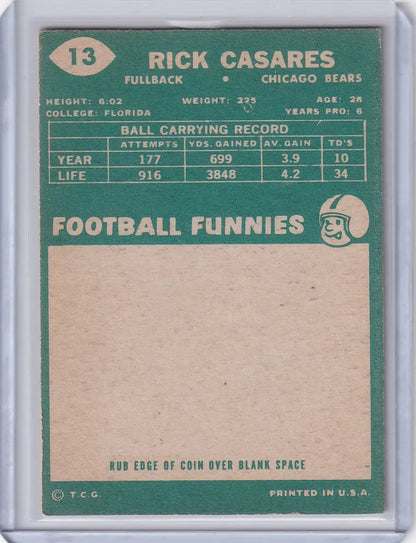 13
RICK CASARES
FULLBACK • CHICAGO BEARS
HEIGHT: 6:02 WEIGHT: 225 AGE: 28
COLLEGE: FLORIDA YEARS PRO: 6
BALL CARRYING RECORD
ATTEMPTS YDS. GAINED AV. GAIN TD'S
YEAR 177 699 3.9 10
LIFE 916 3848 4.2 34
FOOTBALL FUNNIES
RUB EDGE OF COIN OVER BLANK SPACE
© T.C.G. PRINTED IN U.S.A.